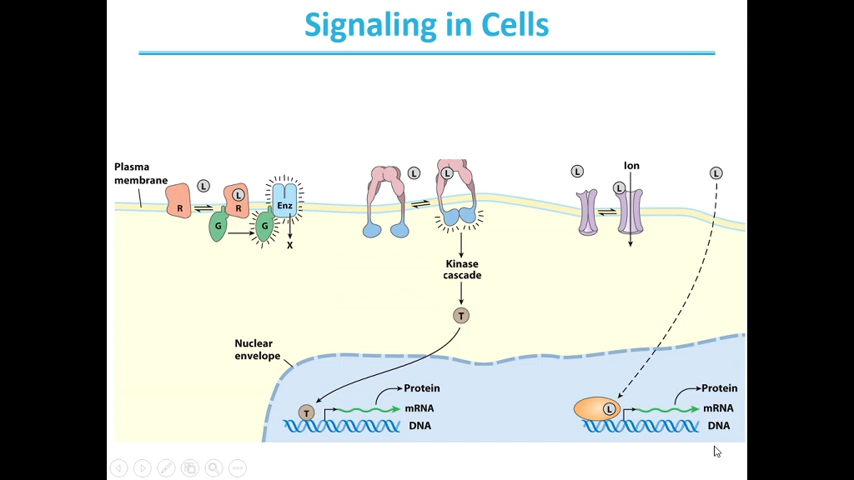 Signaling in Cells
Plasma
membrane
L
R
L
R
Enz
G
G
X
L
L
Kinase
cascade
T
L
Ion
L
L
Nuclear
envelope
T
Protein
mRNA
DNA
L
Protein
mRNA
DNA